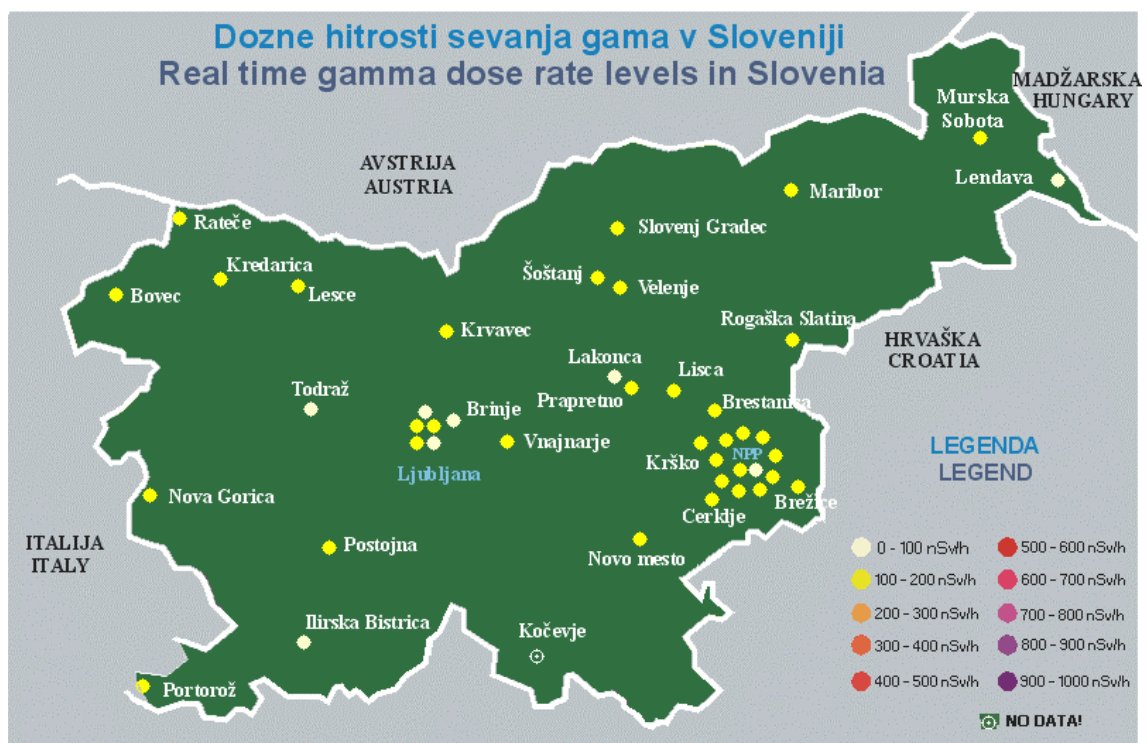 Dozne hitrosti sevanja gama v Sloveniji
Real time gamma dose rate levels in Slovenia
MADŽARSKA
HUNGARY
Murska
Sobota
AVSTRIJA
AUSTRIA
Lendava
Maribor
Rateče
Slovenj Gradec
Kredarica
Šoštanj
Lesce
Velenje
Bovec
Rogaška Slatina
Krvavec
HRVAŠKA
CROATIA
Lakonca
Lisca
Todraž
Prapretno
Brestanica
Brinje
Vnajnarje
LEGENDA
LEGEND
NPP
Krško
Ljubljana
Nova Gorica
Brežice
Cerklje
ITALIJA
ITALY
Postojna
Novo mesto
0 - 100 nSv/h
500 - 600 nSv/h
100 - 200 nSv/h
600 - 700 nSv/h
200 - 300 nSv/h
700 - 800 nSv/h
300 - 400 nSv/h
800 - 900 nSv/h
400 - 500 nSv/h
900 - 1000 nSv/h
Ilirska Bistrica
Kočevje
Portorož
NO DATA!